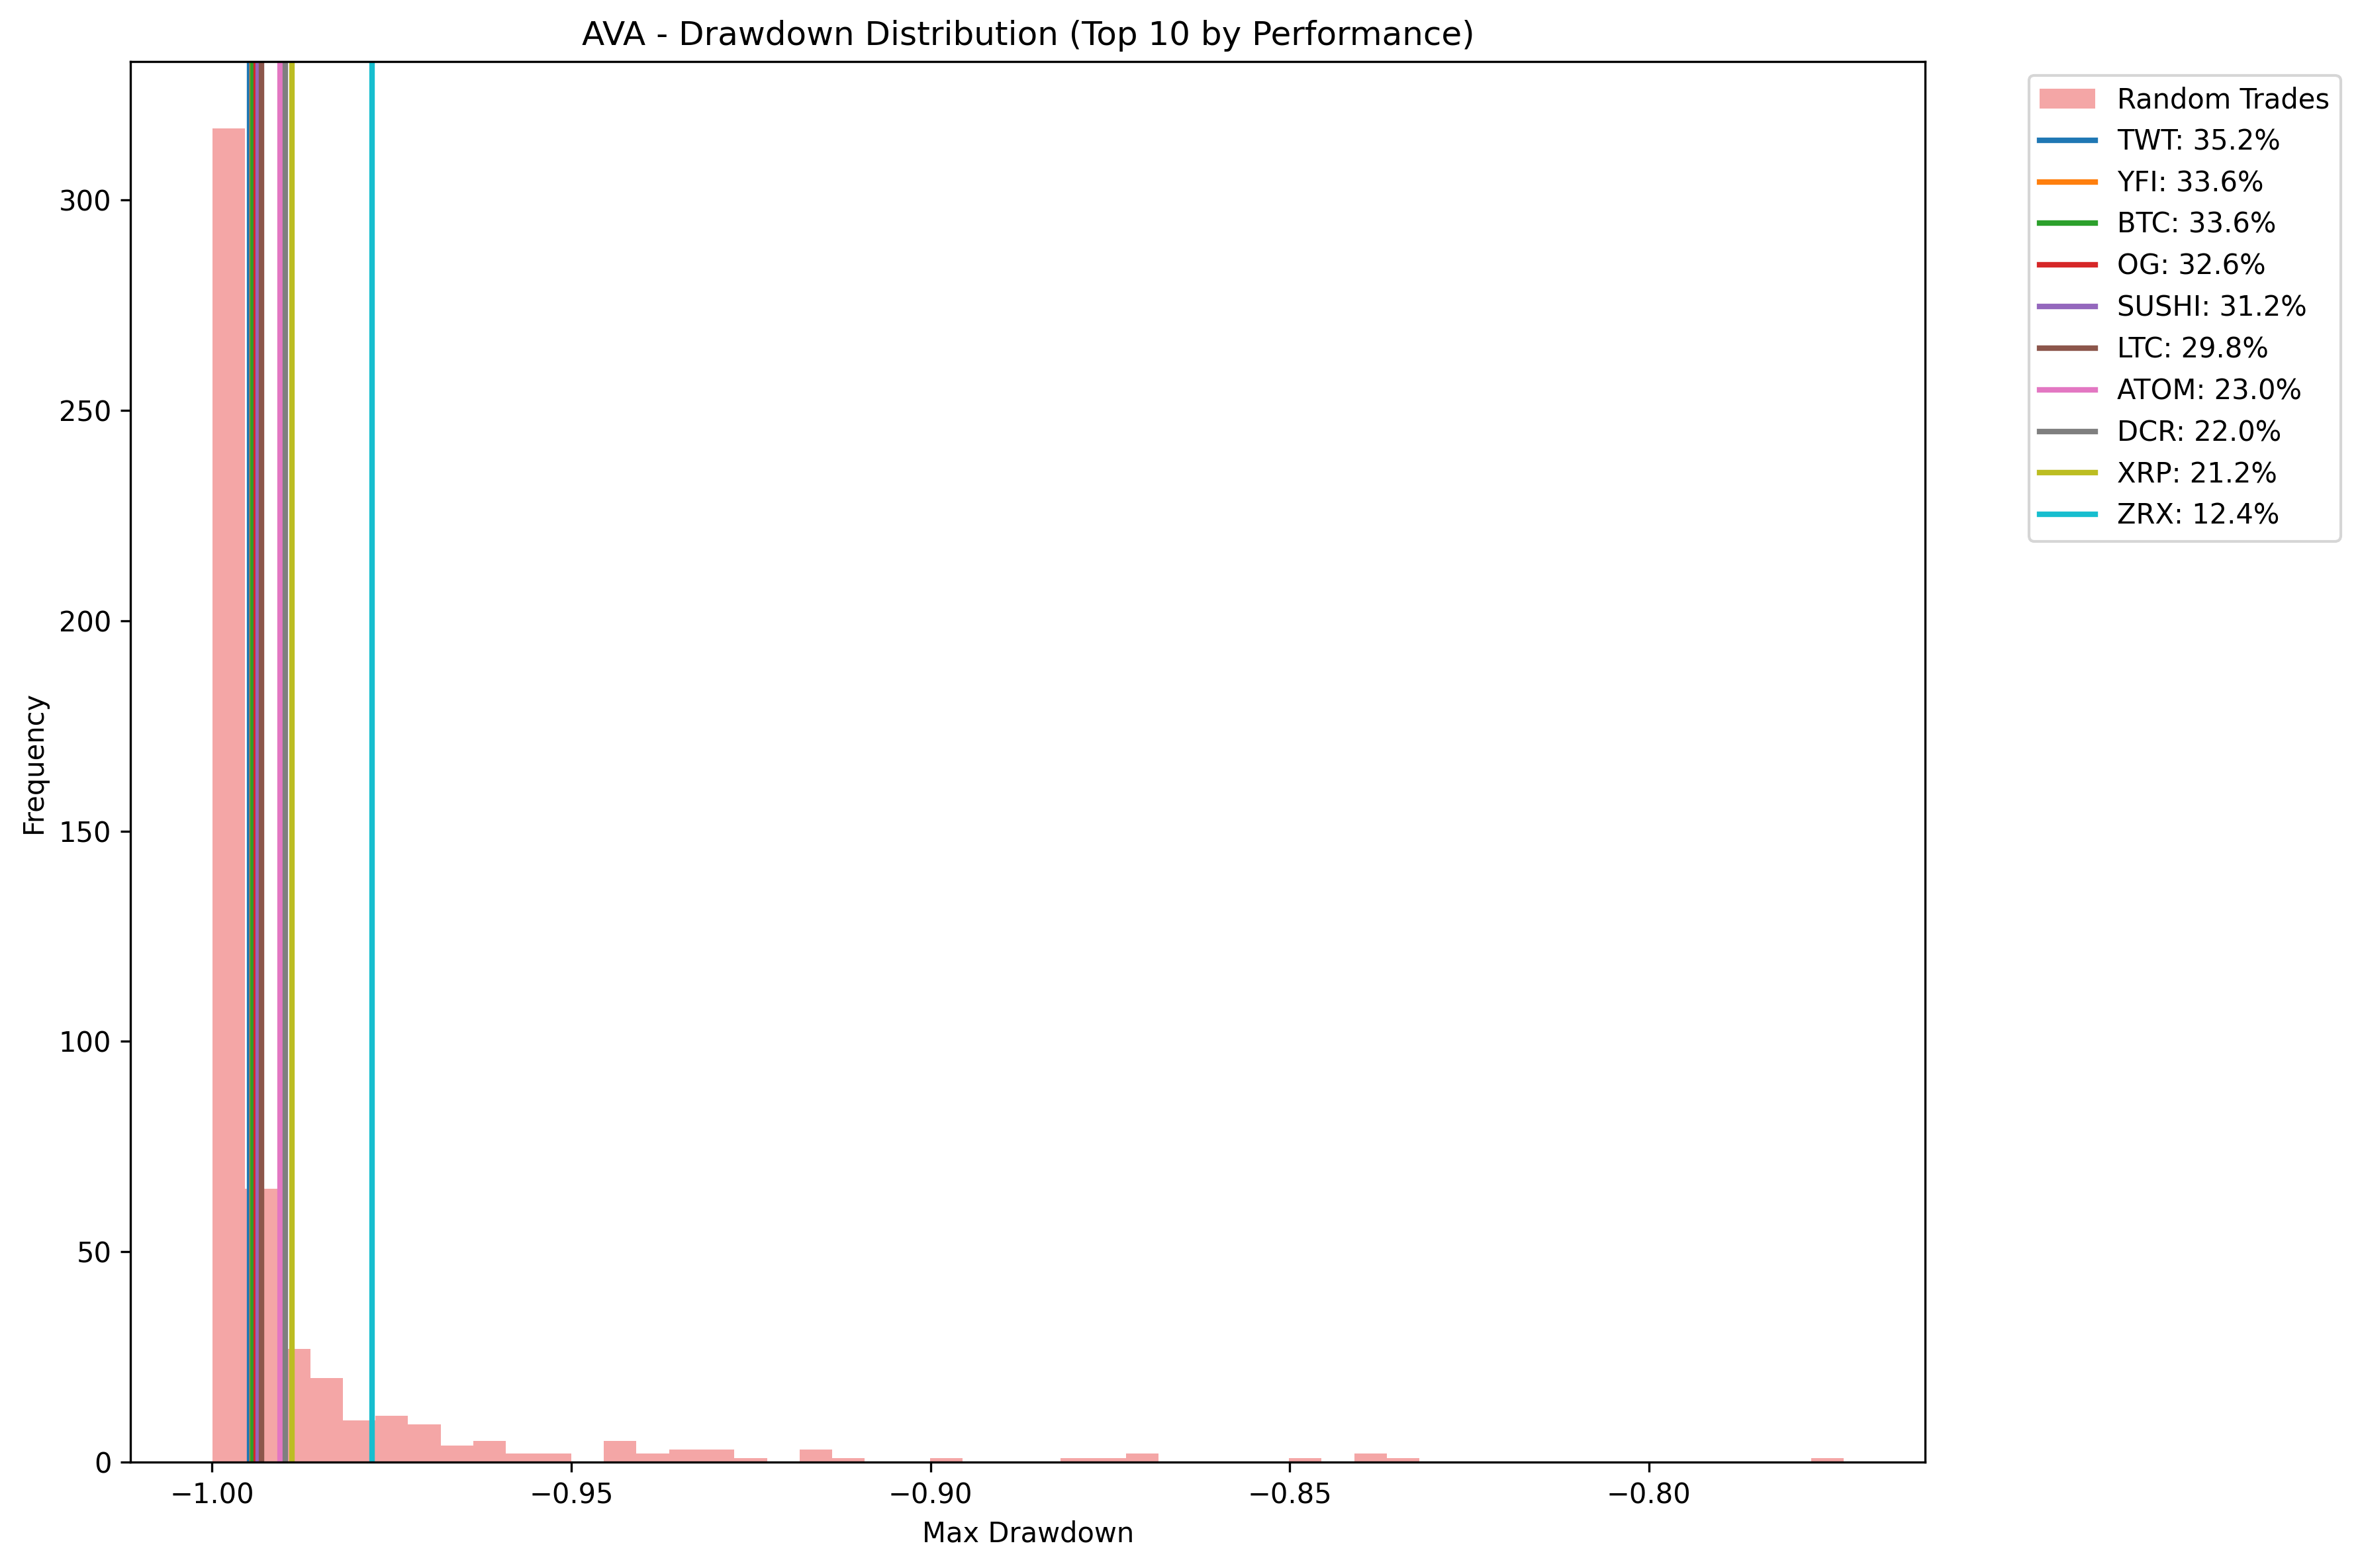 AVA - Drawdown Distribution (Top 10 by Performance)
Random Trades
TWT: 35.2%
YFI: 33.6%
BTC: 33.6%
OG: 32.6%
SUSHI: 31.2%
LTC: 29.8%
ATOM: 23.0%
DCR: 22.0%
XRP: 21.2%
ZRX: 12.4%
Frequency
300
250
200
150
100
50
0
−1.00
−0.95
−0.90
−0.85
−0.80
Max Drawdown